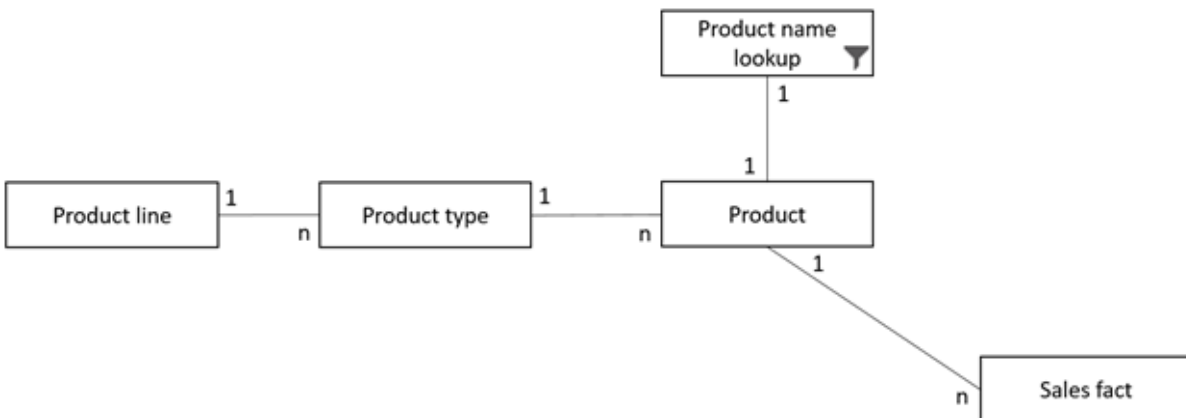 Product name
lookup
1
1
Product line
1
n
Product type
1
n
Product
1
n
Sales fact